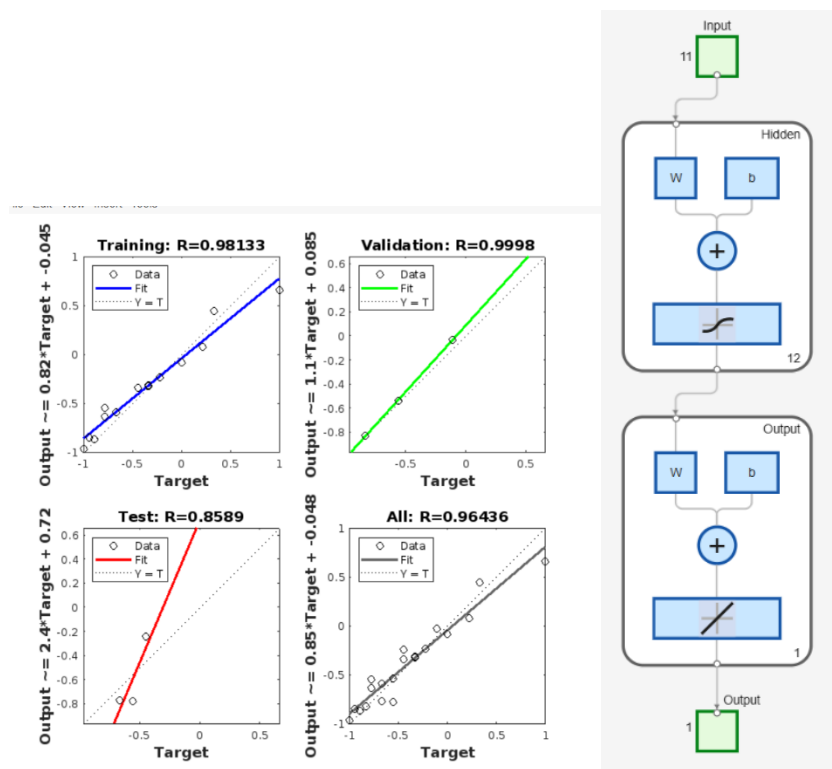 Training: R=0.98133
Output ~= 0.82*Target + -0.045
1
0.5
0
-0.5
-1
-1
-0.5
0
0.5
1
Data
Fit
Y = T
Target
Validation: R=0.9998
Output ~= 1.1*Target + 0.085
0.6
0.4
0.2
0
-0.2
-0.4
-0.6
-0.8
-0.5
0
0.5
Data
Fit
Y = T
Target
Test: R=0.8589
Output ~= 2.4*Target + 0.72
0.6
0.4
0.2
0
-0.2
-0.4
-0.6
-0.8
-0.5
0
0.5
Data
Fit
Y = T
Target
All: R=0.96436
Output ~= 0.85*Target + -0.048
1
0.5
0
-0.5
-1
-1
-0.5
0
0.5
1
Data
Fit
Y = T
Target
Input
11
Hidden
W
b
+
12
Output
W
b
+
1
Output
1